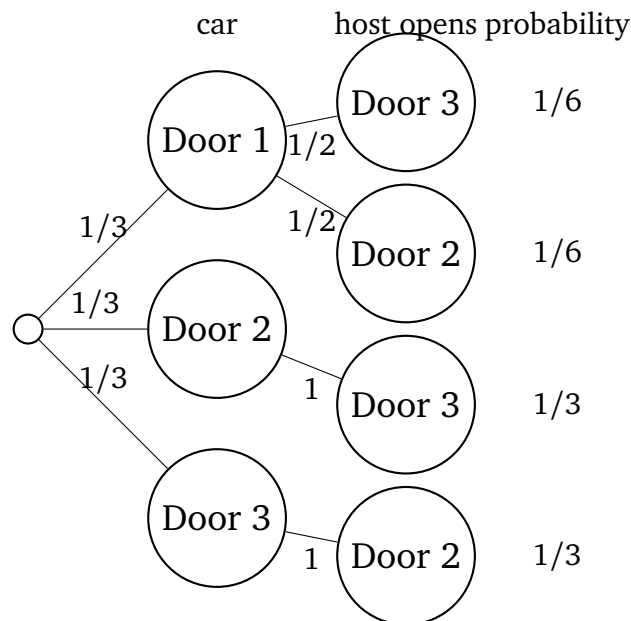 car host opens probability
Door 3 1/6
Door 1
1/2
1/2
1/3
Door 2 1/6
1/3
Door 2
1/3
1
Door 3 1/3
Door 3
1
Door 2 1/3